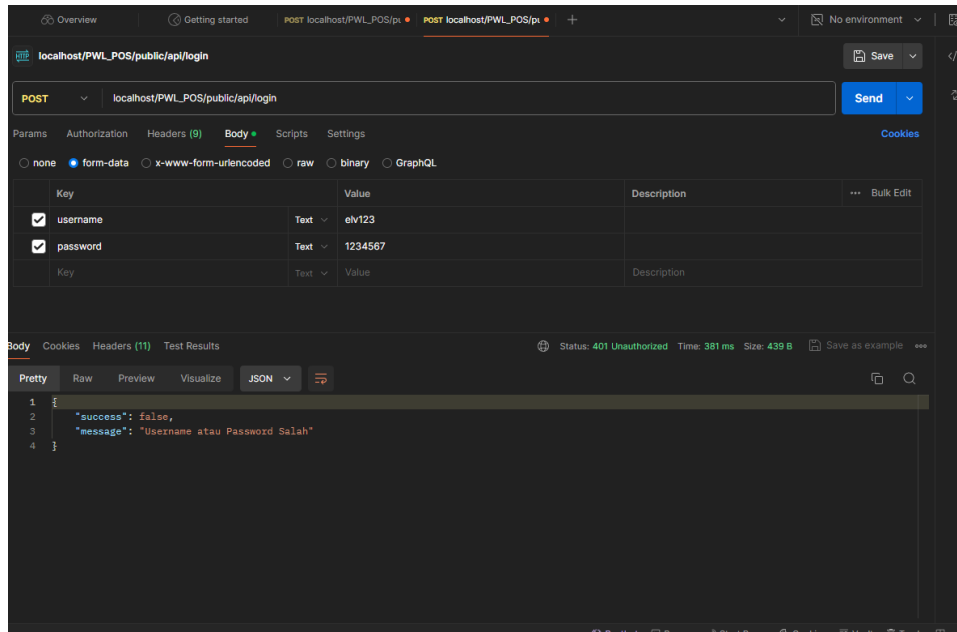 Overview Getting started POST localhost/PWL_POS/pu POST localhost/PWL_POS/pu No environment
HTTP localhost/PWL_POS/public/api/login Save
POST localhost/PWL_POS/public/api/login Send
Params Authorization Headers (9) Body Scripts Settings Cookies
none form-data x-www-form-urlencoded raw binary GraphQL
Key Value Description ••• Bulk Edit
username Text elv123
password Text 1234567
Key Text Value Description
Body Cookies Headers (11) Test Results Status: 401 Unauthorized Time: 381 ms Size: 439 B Save as example
Pretty Raw Preview Visualize JSON
1 {
2 "success": false,
3 "message": "Username atau Password Salah"
4 }